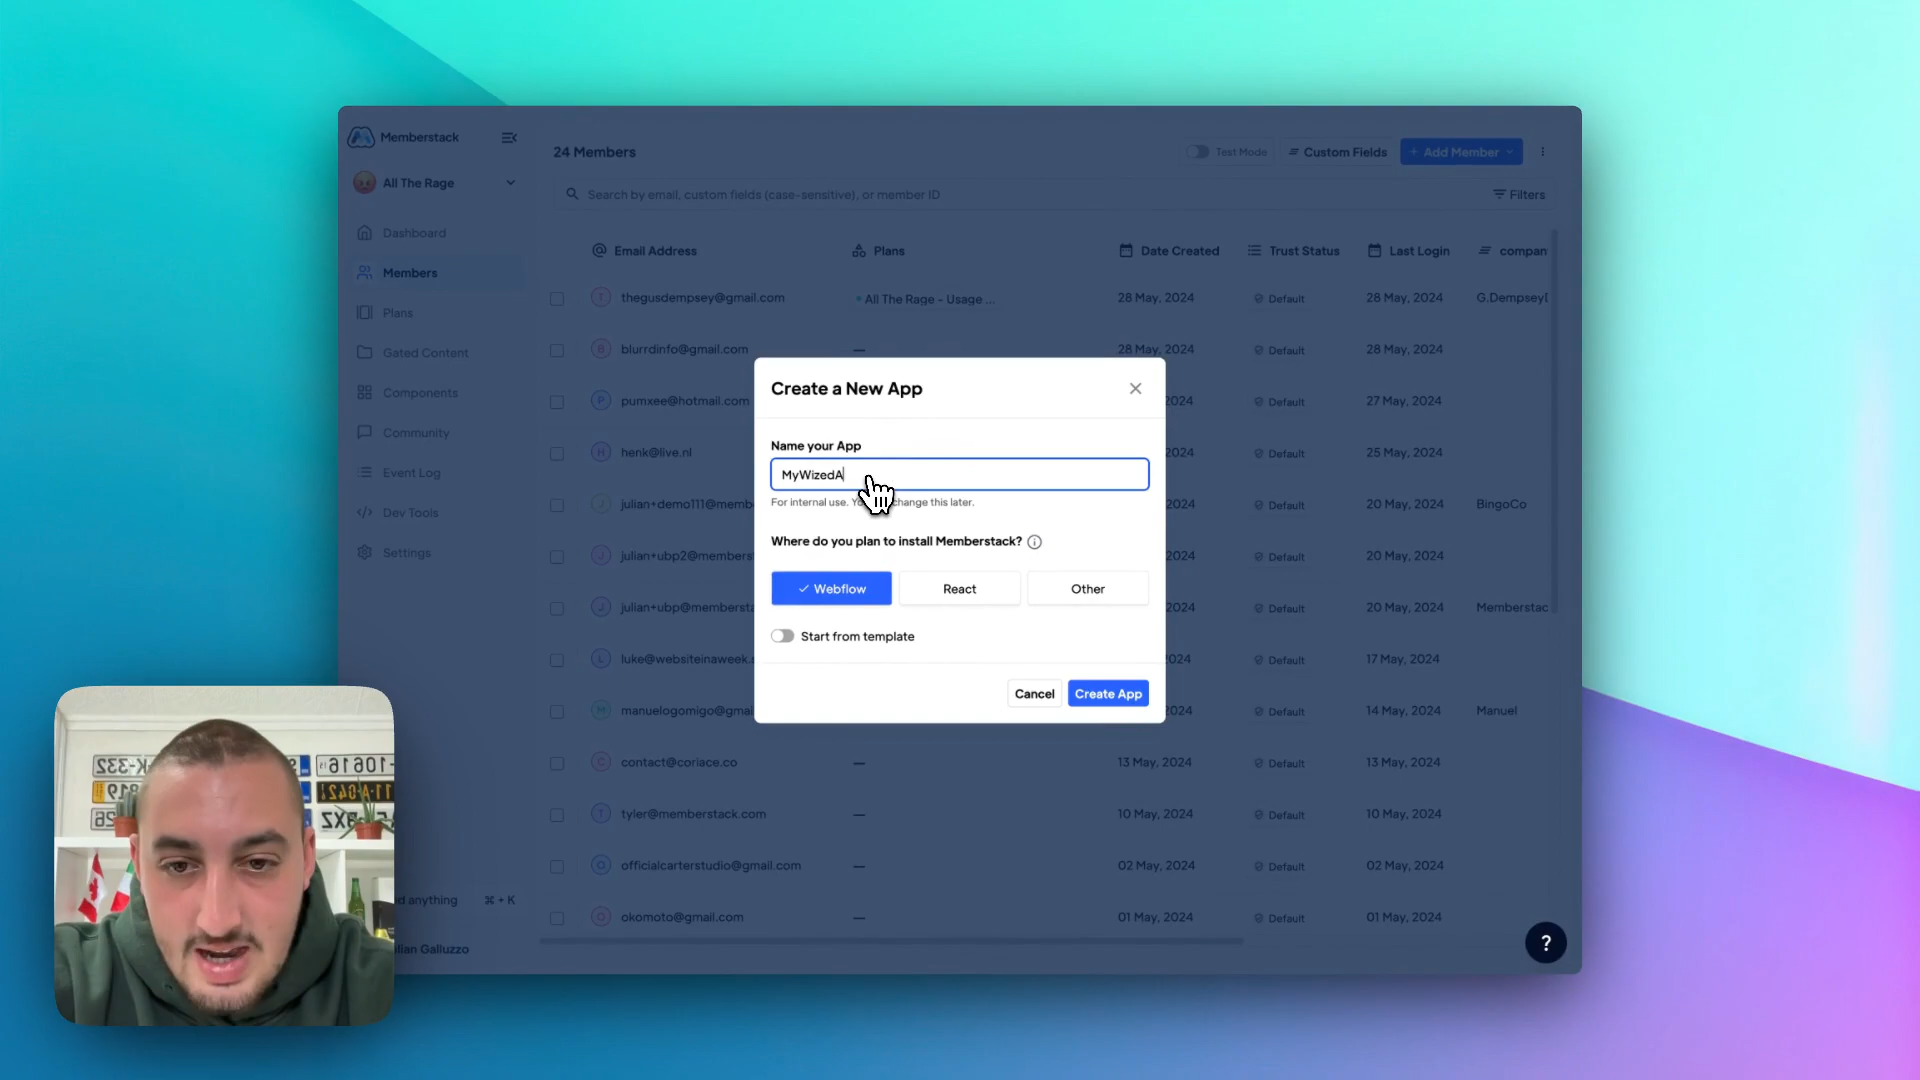 Memberstack
All The Rage
Dashboard
Members
Plans
Gated Content
Components
Community
Event Log
Dev Tools
Settings
d anything ⌘ + K
lian Galluzzo
24 Members
Test Mode
Custom Fields
+ Add Member
Search by email, custom fields (case-sensitive), or member ID
Filters
Email Address Plans Date Created Trust Status Last Login compan
T thegusdempsey@gmail.com All The Rage - Usage ... 28 May, 2024 Default 28 May, 2024 G.Dempsey
B blurrdinfo@gmail.com — 28 May, 2024 Default 28 May, 2024
P pumxee@hotmail.com 2024 Default 27 May, 2024
H henk@live.nl 2024 Default 25 May, 2024
J julian+demo111@memb 2024 Default 20 May, 2024 BingoCo
J julian+ubp2@members 2024 Default 20 May, 2024
J julian+ubp@memberst 2024 Default 20 May, 2024 Memberstac
L luke@websiteinaweek. 2024 Default 17 May, 2024
M manuelogomigo@gmai 2024 Default 14 May, 2024 Manuel
C contact@coriace.co — 13 May, 2024 Default 13 May, 2024
T tyler@memberstack.com — 10 May, 2024 Default 10 May, 2024
O officialcarterstudio@gmail.com — 02 May, 2024 Default 02 May, 2024
O okomoto@gmail.com — 01 May, 2024 Default 01 May, 2024
Create a New App
Name your App
MyWizedA
For internal use. Yo change this later.
Where do you plan to install Memberstack?
Webflow React Other
Start from template
Cancel Create App
?